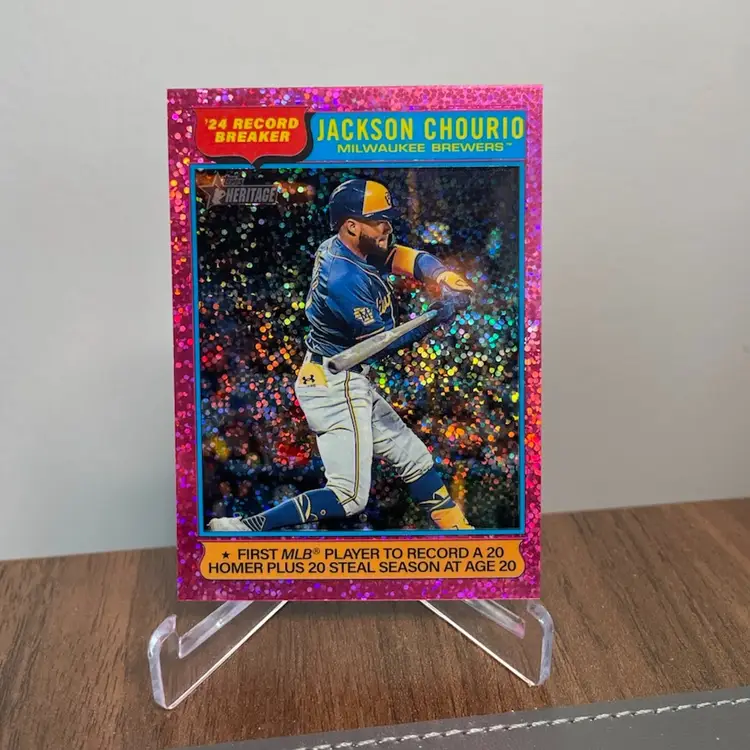 '24 RECORD
BREAKER
JACKSON CHOURIO
MILWAUKEE BREWERS™
Topps
HERITAGE
★ FIRST MLB® PLAYER TO RECORD A 20
HOMER PLUS 20 STEAL SEASON AT AGE 20